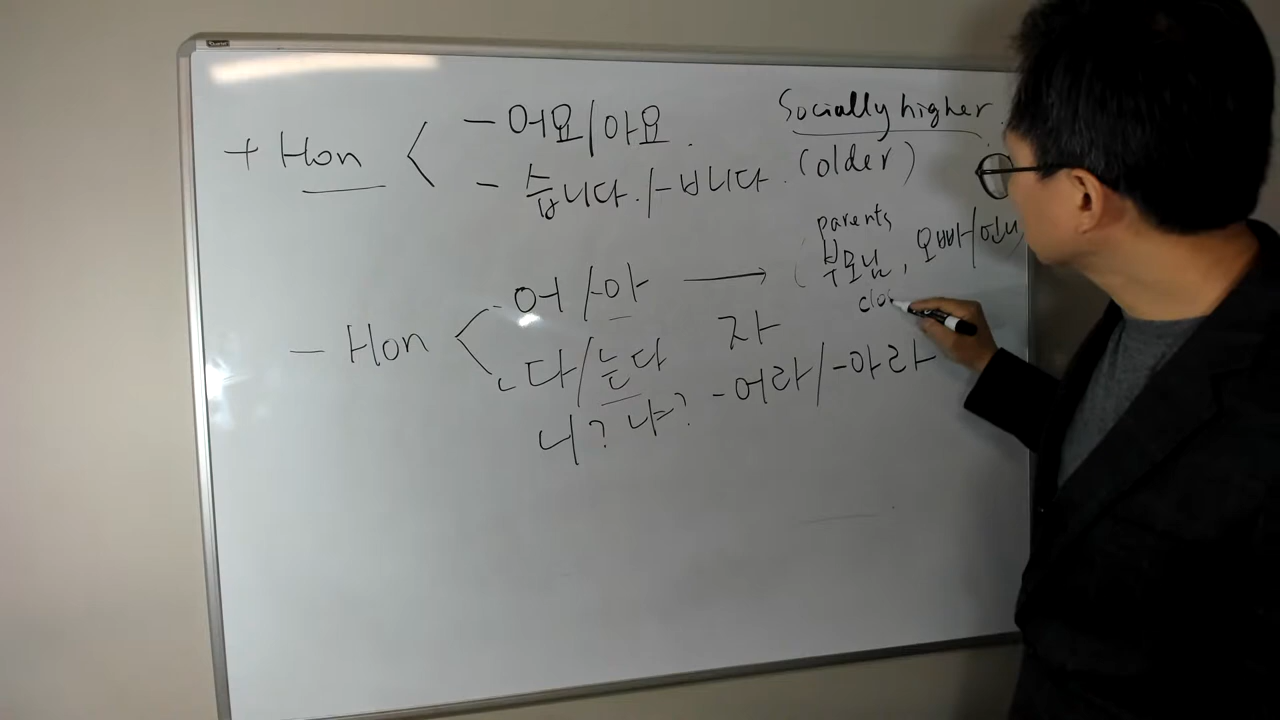 + Hon < - 어요/아요.
- 습니다./-ㅂ니다.
Socially higher.
(older)
parents
(부모님, 오빠/언니)
clo
- Hon < - 어/-아 →
- 다/는다 자
니? 냐? -어라/-아라